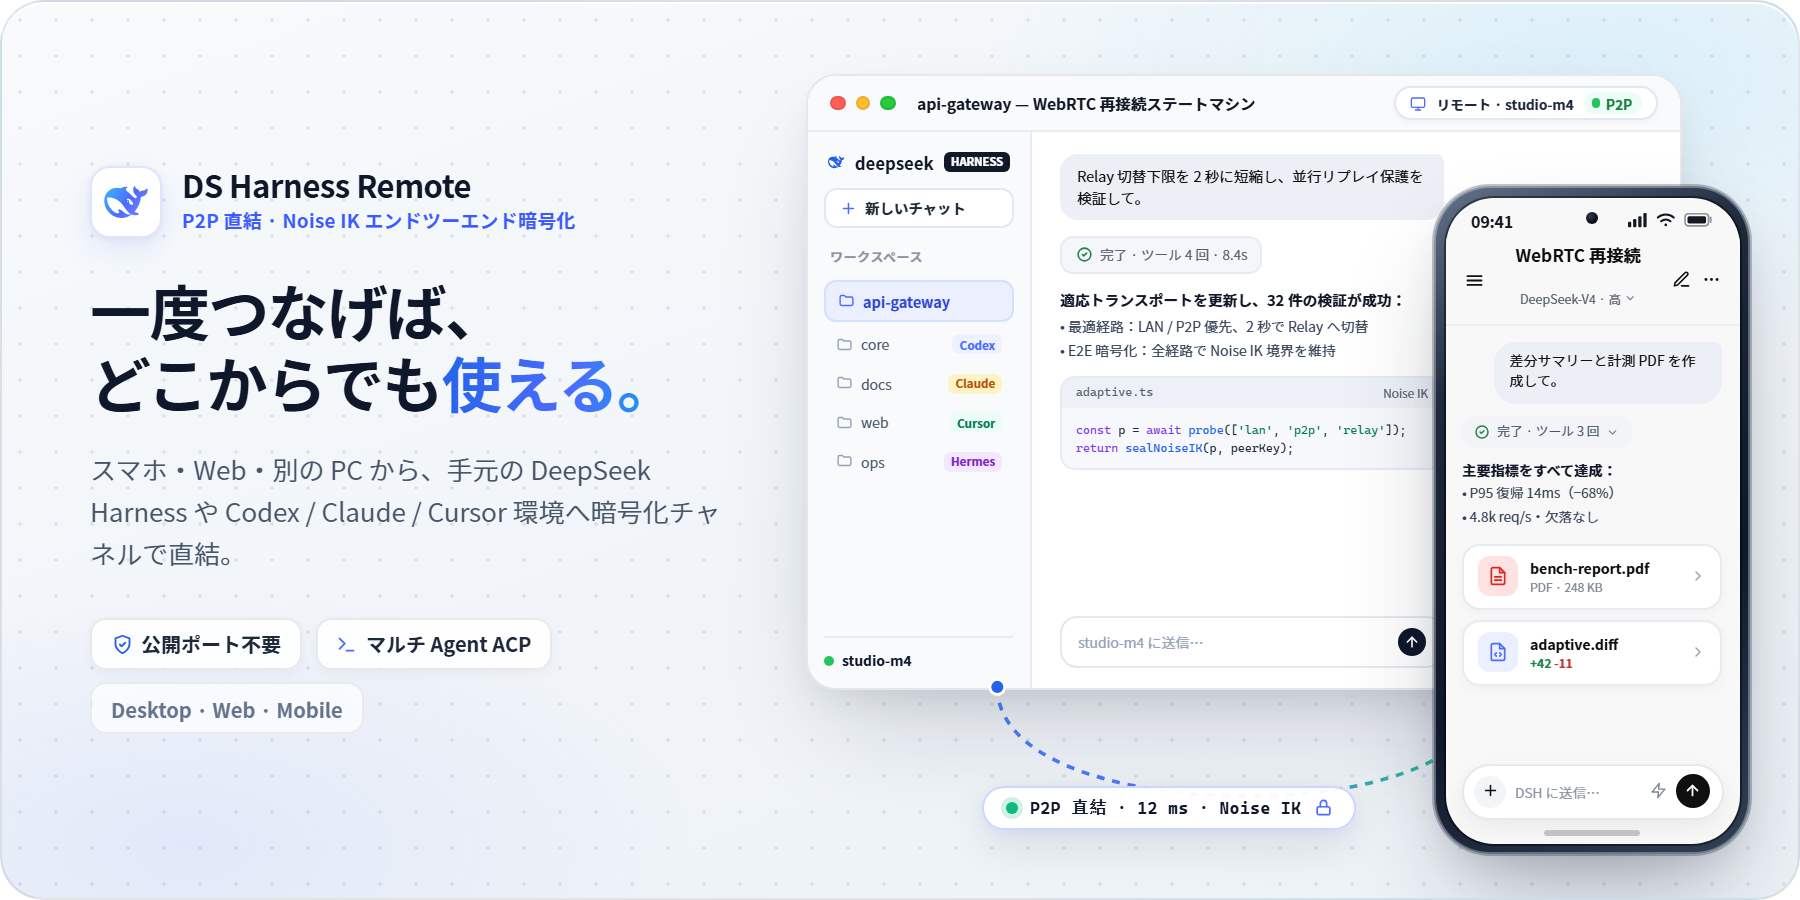 DS Harness Remote
P2P 直結 · Noise IK エンドツーエンド暗号化
一度つなげば、
どこからでも使える。
スマホ・Web・別の PC から、手元の DeepSeek
Harness や Codex / Claude / Cursor 環境へ暗号化チャ
ネルで直結。
公開ポート不要
マルチ Agent ACP
Desktop · Web · Mobile
api-gateway — WebRTC 再接続ステートマシン
リモート · studio-m4
P2P
deepseek HARNESS
新しいチャット
ワークスペース
api-gateway
core Codex
docs Claude
web Cursor
ops Hermes
studio-m4
Relay 切替下限を 2 秒に短縮し、並行リプレイ保護を
検証して。
完了 · ツール 4 回 · 8.4s
適応トランスポートを更新し、32 件の検証が成功：
• 最適経路：LAN / P2P 優先、2 秒で Relay へ切替
• E2E 暗号化：全経路で Noise IK 境界を維持
adaptive.ts Noise IK
const p = await probe(['lan', 'p2p', 'relay']);
return sealNoiseIK(p, peerKey);
studio-m4 に送信…
P2P 直結 · 12 ms · Noise IK
09:41
WebRTC 再接続
DeepSeek-V4 · 高
差分サマリーと計測 PDF を作
成して。
完了 · ツール 3 回
主要指標をすべて達成：
• P95 復帰 14ms（−68%）
• 4.8k req/s・欠落なし
bench-report.pdf
PDF · 248 KB
adaptive.diff
+42 -11
DSH に送信…